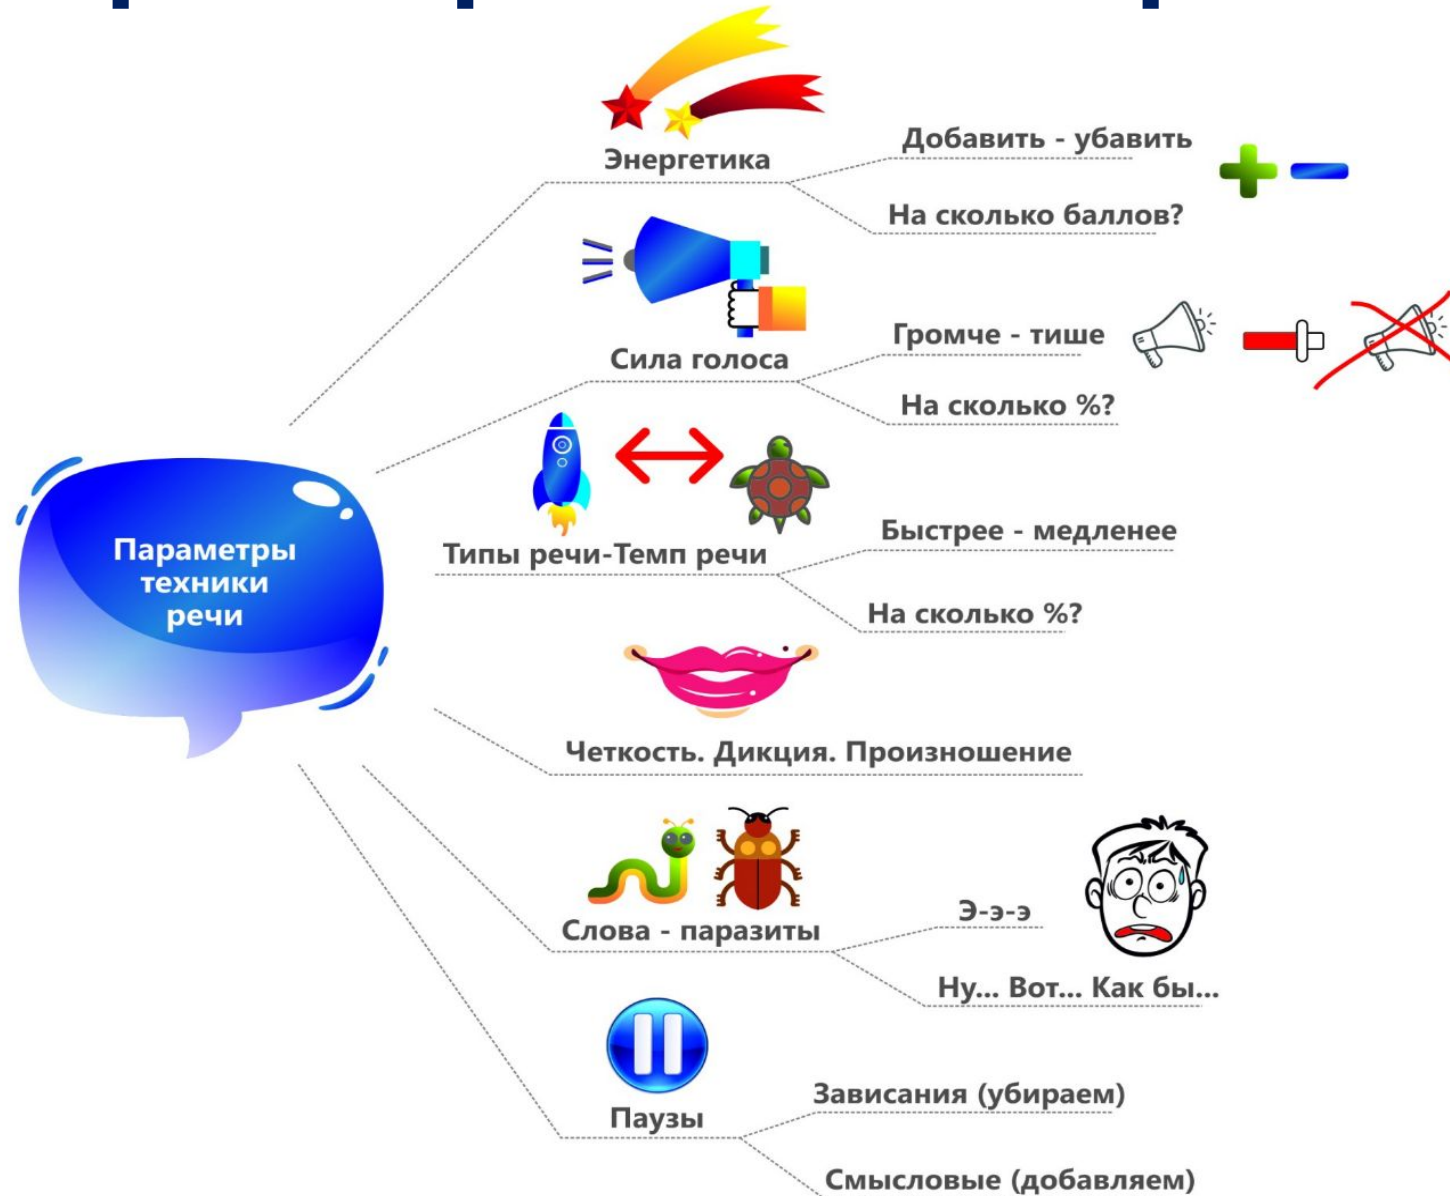 Параметры
техники
речи
Энергетика
Добавить - убавить
На сколько баллов?
Сила голоса
Громче - тише
На сколько %?
Типы речи-Темп речи
Быстрее - медленее
На сколько %?
Четкость. Дикция. Произношение
Слова - паразиты
Э-э-э
Ну... Вот... Как бы...
Паузы
Зависания (убираем)
Смысловые (добавляем)